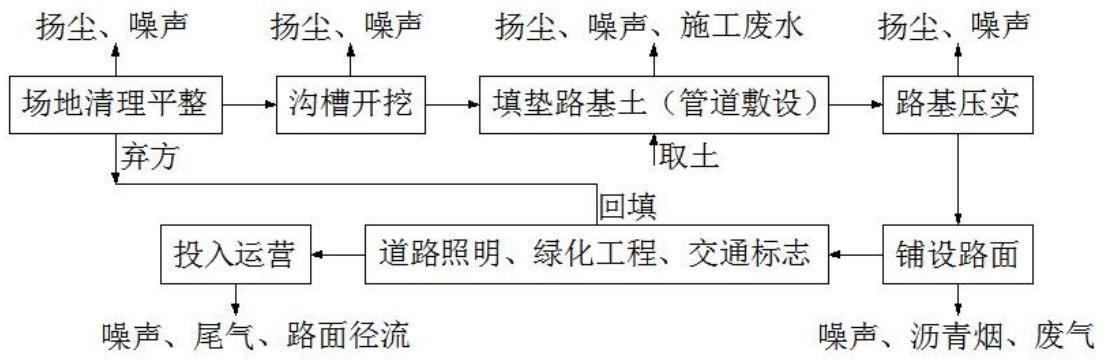 扬尘、噪声
扬尘、噪声
扬尘、噪声、施工废水
扬尘、噪声
场地清理平整
沟槽开挖
填垫路基土（管道敷设）
路基压实
弃方
取土
回填
投入运营
道路照明、绿化工程、交通标志
铺设路面
噪声、尾气、路面径流
噪声、沥青烟、废气